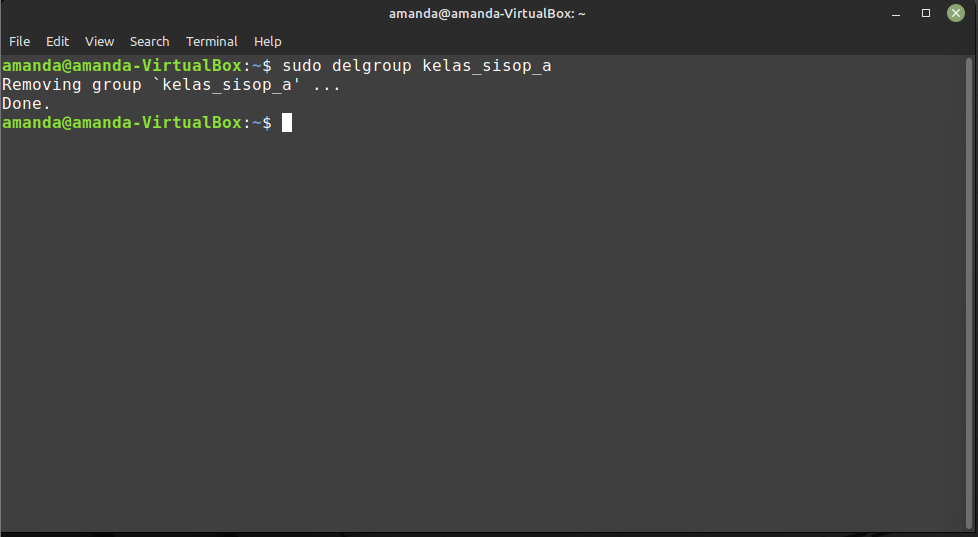 amanda@amanda-VirtualBox: ~
File Edit View Search Terminal Help
amanda@amanda-VirtualBox:~$ sudo delgroup kelas_sisop_a
Removing group `kelas_sisop_a' ...
Done.
amanda@amanda-VirtualBox:~$